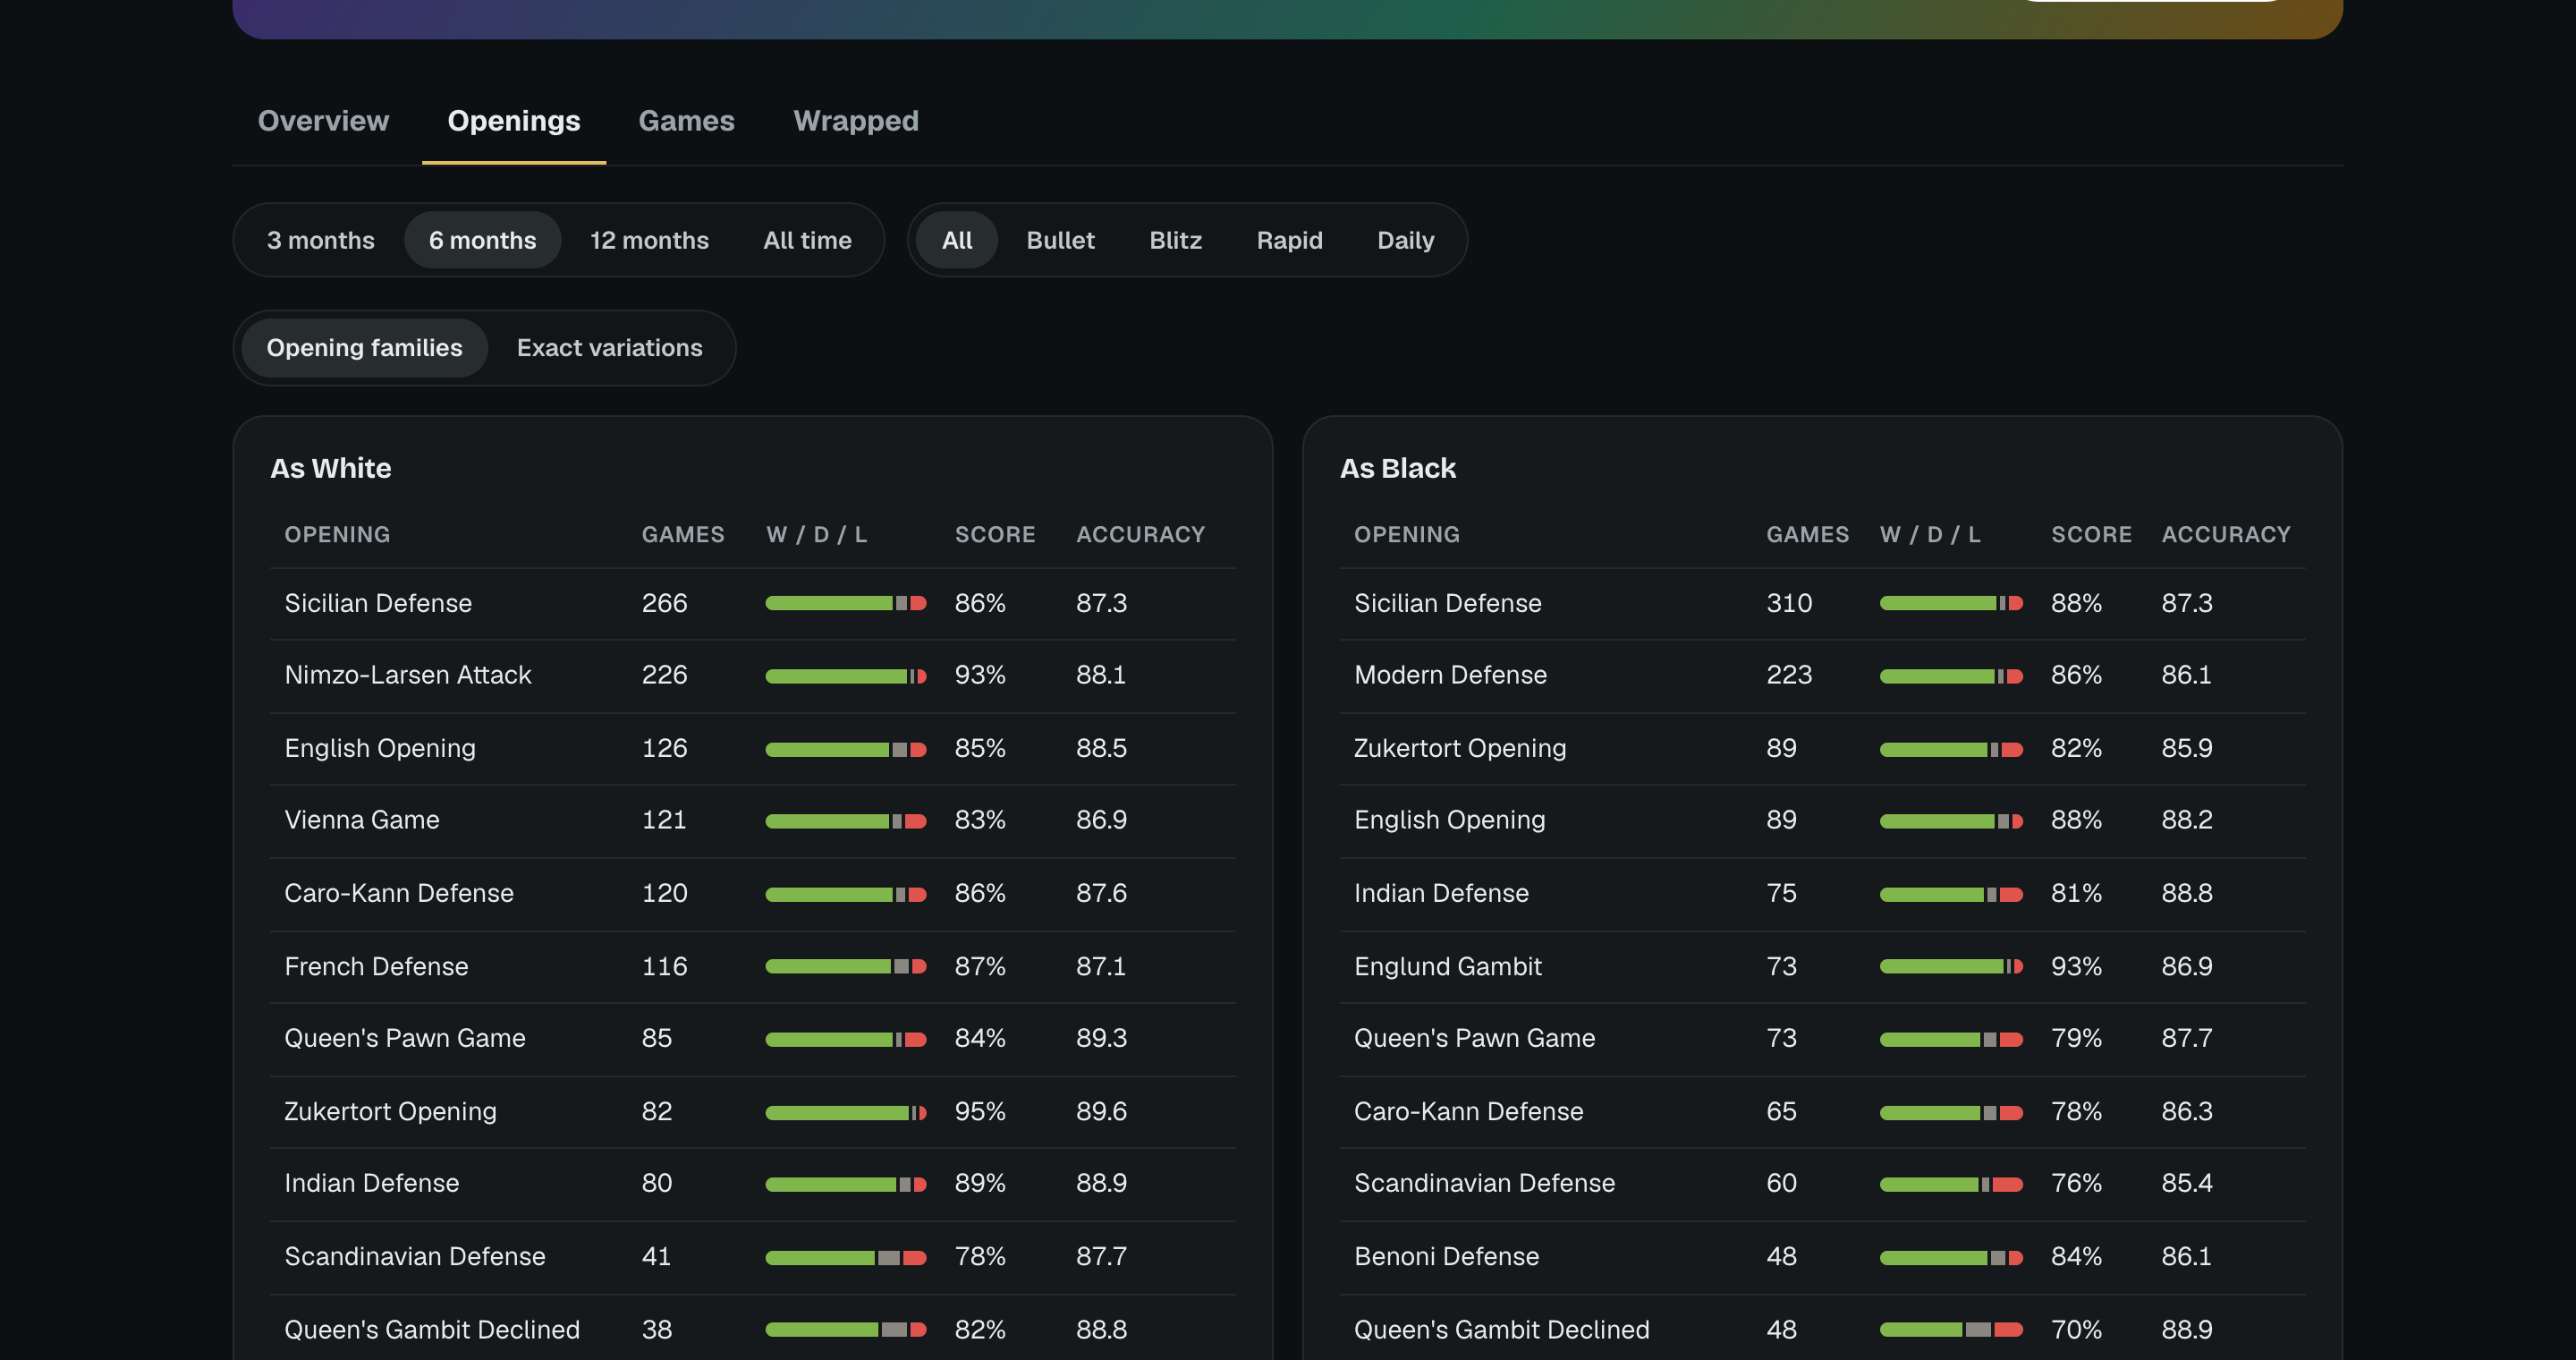 Overview Openings Games Wrapped
3 months 6 months 12 months All time All Bullet Blitz Rapid Daily
Opening families Exact variations
As White
OPENING GAMES W / D / L SCORE ACCURACY
Sicilian Defense 266 86% 87.3
Nimzo-Larsen Attack 226 93% 88.1
English Opening 126 85% 88.5
Vienna Game 121 83% 86.9
Caro-Kann Defense 120 86% 87.6
French Defense 116 87% 87.1
Queen's Pawn Game 85 84% 89.3
Zukertort Opening 82 95% 89.6
Indian Defense 80 89% 88.9
Scandinavian Defense 41 78% 87.7
Queen's Gambit Declined 38 82% 88.8
As Black
OPENING GAMES W / D / L SCORE ACCURACY
Sicilian Defense 310 88% 87.3
Modern Defense 223 86% 86.1
Zukertort Opening 89 82% 85.9
English Opening 89 88% 88.2
Indian Defense 75 81% 88.8
Englund Gambit 73 93% 86.9
Queen's Pawn Game 73 79% 87.7
Caro-Kann Defense 65 78% 86.3
Scandinavian Defense 60 76% 85.4
Benoni Defense 48 84% 86.1
Queen's Gambit Declined 48 70% 88.9